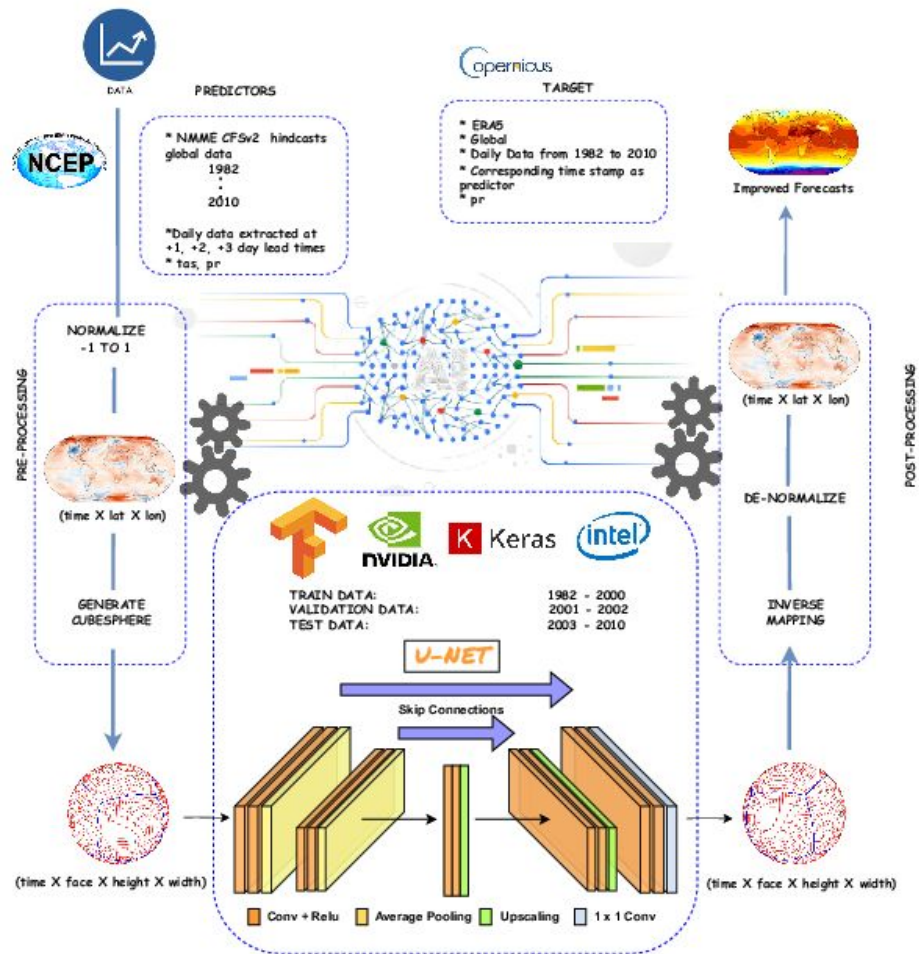 DATA
NCEP
PREDICTORS
* NMME CFSv2 hindcasts
global data
1982
:
2010
*Daily data extracted at
+1, +2, +3 day lead times
* tas, pr
opernicus
TARGET
* ERA5
* Global
* Daily Data from 1982 to 2010
* Corresponding time stamp as
predictor
* pr
Improved Forecasts
PRE-PROCESSING
NORMALIZE
-1 TO 1
(time X lat X lon)
GENERATE
CUBESPHERE
(time X face X height X width)
NVIDIA.
K Keras
intel
TRAIN DATA: 1982 - 2000
VALIDATION DATA: 2001 - 2002
TEST DATA: 2003 - 2010
U-NET
Skip Connections
Conv + Relu
Average Pooling
Upscaling
1 x 1 Conv
POST-PROCESSING
(time X lat X lon)
DE-NORMALIZE
INVERSE
MAPPING
(time X face X height X width)